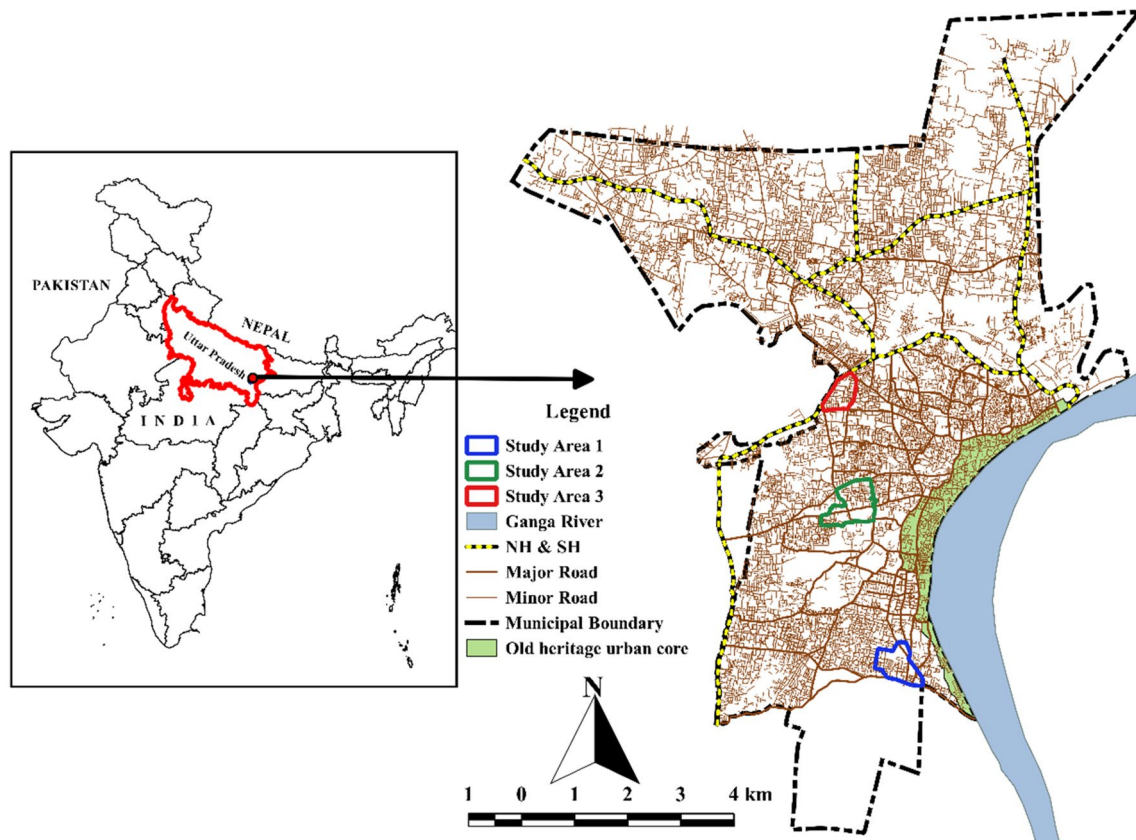 PAKISTAN
NEPAL
Uttar Pradesh
I N D I A
Legend
Study Area 1
Study Area 2
Study Area 3
Ganga River
NH & SH
Major Road
Minor Road
Municipal Boundary
Old heritage urban core
N
1 0 1 2 3 4 km